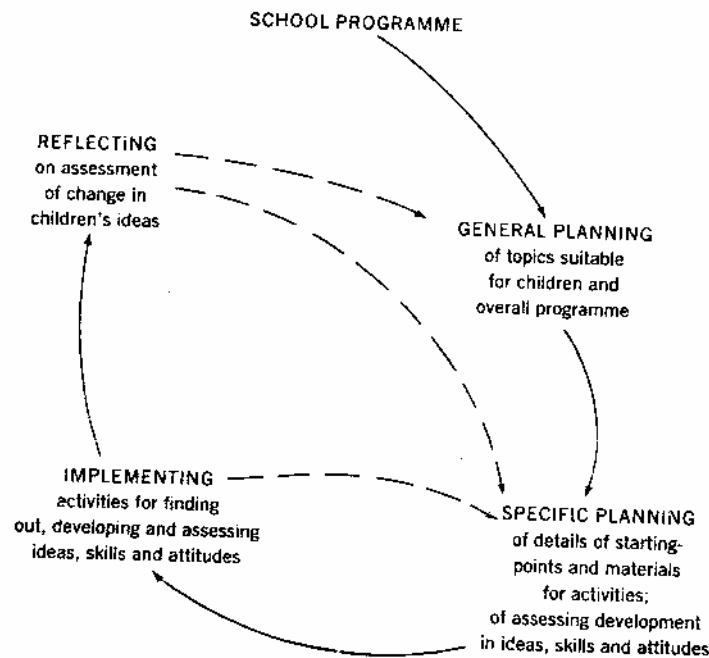 SCHOOL PROGRAMME
REFLECTING
on assessment
of change in
children's ideas
GENERAL PLANNING
of topics suitable
for children and
overall programme
IMPLEMENTING
activities for finding
out, developing and assessing
ideas, skills and attitudes
SPECIFIC PLANNING
of details of starting-
points and materials
for activities;
of assessing development
in ideas, skills and attitudes